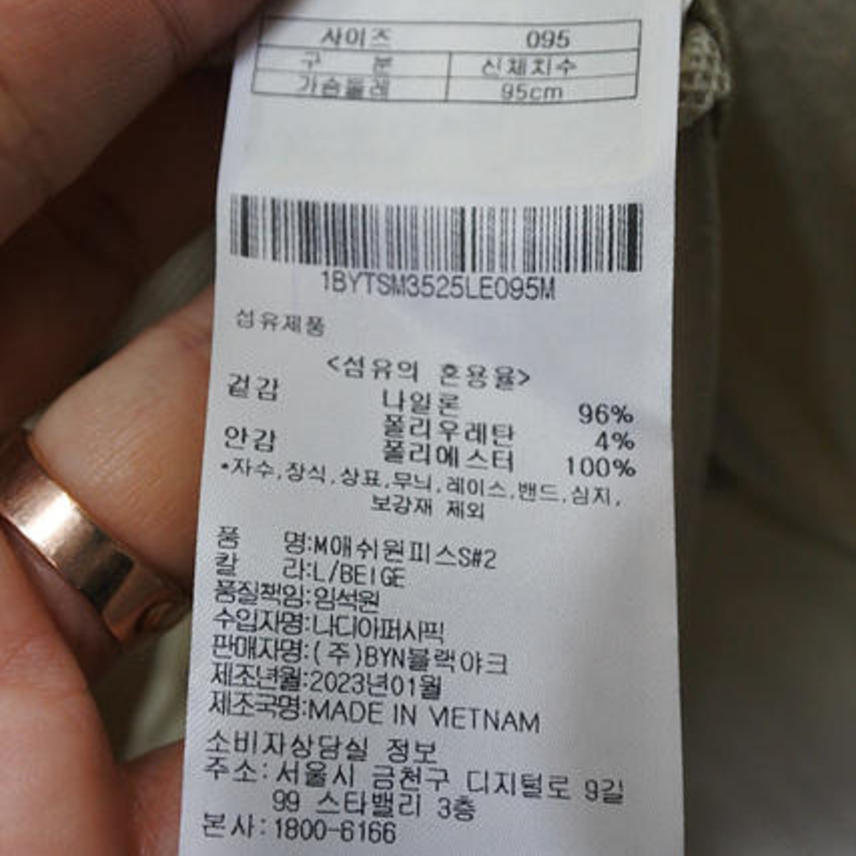 사이즈 095
구 분 신체치수
가슴둘레 95cm
1BYTSM3525LE095M
섬유제품
<섬유의 혼용율>
겉감 나일론 96%
폴리우레탄 4%
안감 폴리에스터 100%
*자수,장식,상표,무늬,레이스,밴드,심지,
보강재 제외
품 명:M애쉬원피스S#2
칼 라:L/BEIGE
품질책임:임석원
수입자명:나디아퍼시픽
판매자명:(주)BYN블랙야크
제조년월:2023년01월
제조국명:MADE IN VIETNAM
소비자상담실 정보
주소:서울시 금천구 디지털로 9길
99 스타밸리 3층
본사:1800-6166